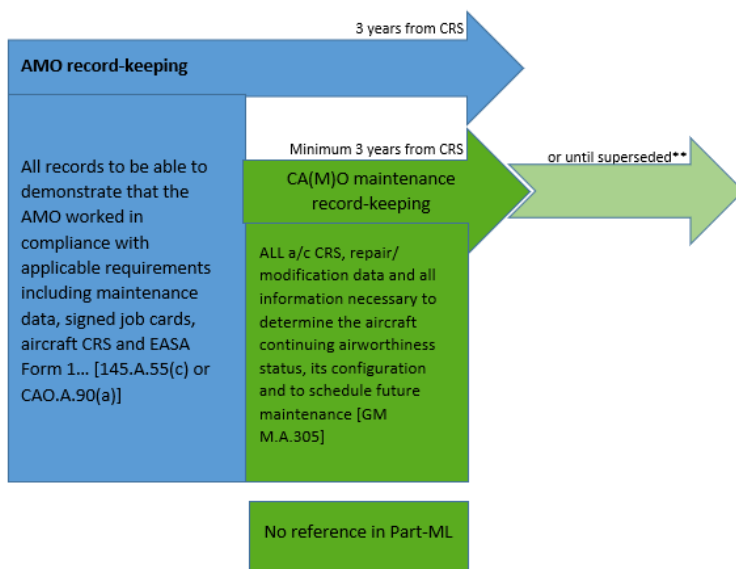 3 years from CRS
AMO record-keeping
Minimum 3 years from CRS
or until superseded**
All records to be able to
demonstrate that the
AMO worked in
compliance with
applicable requirements
including maintenance
data, signed job cards,
aircraft CRS and EASA
Form 1... [145.A.55(c) or
CAO.A.90(a)]
CA(M)O maintenance
record-keeping
ALL a/c CRS, repair/
modification data and all
information necessary to
determine the aircraft
continuing airworthiness
status, its configuration
and to schedule future
maintenance [GM
M.A.305]
No reference in Part-ML